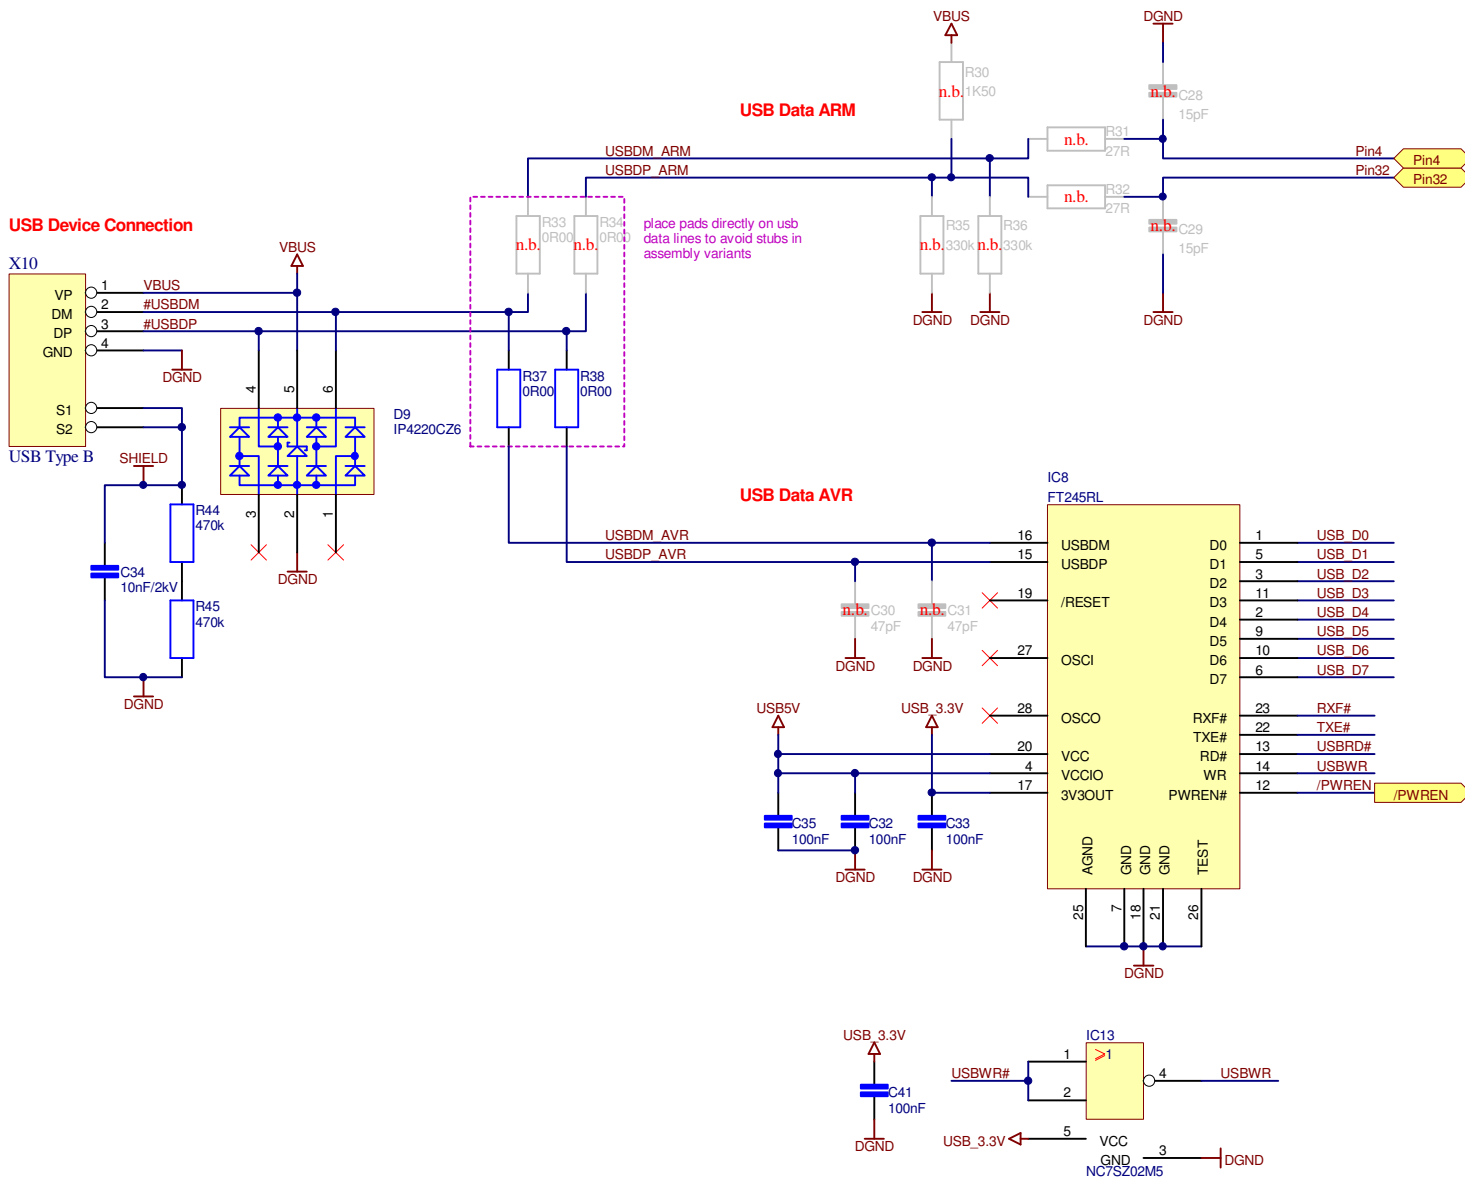 VBUS
DGND
R30
n.b.
1K50
n.b.
C28
15pF
USB Data ARM
R31
n.b.
27R
USBDM_ARM
Pin4
Pin4
USBDP_ARM
Pin32
Pin32
R32
n.b.
27R
USB Device Connection
R33
n.b.
0R00
R34
n.b.
0R00
place pads directly on usb
data lines to avoid stubs in
assembly variants
R35
n.b.
330k
R36
n.b.
330k
n.b.
C29
15pF
DGND
DGND
DGND
X10
VBUS
VP
1
VBUS
DM
2
#USBDM
DP
3
#USBDP
GND
4
DGND
S1
S2
USB Type B
4
5
6
D9
IP4220CZ6
3
2
1
DGND
R37
0R00
R38
0R00
SHIELD
R44
470k
C34
10nF/2kV
R45
470k
DGND
USB Data AVR
USBDM_AVR
USBDP_AVR
n.b.
C30
47pF
n.b.
C31
47pF
DGND
DGND
IC8
FT245RL
16
USBDM
15
USBDP
19
/RESET
27
OSCI
28
OSCO
20
VCC
4
VCCIO
17
3V3OUT
D0
1
USB_D0
D1
5
USB_D1
D2
3
USB_D2
D3
11
USB_D3
D4
2
USB_D4
D5
9
USB_D5
D6
10
USB_D6
D7
6
USB_D7
RXF#
23
RXF#
TXE#
22
TXE#
RD#
13
USBRD#
WR
14
USBWR
PWREN#
12
/PWREN
/PWREN
USB5V
USB_3.3V
C35
100nF
C32
100nF
C33
100nF
DGND
DGND
AGND
GND
GND
GND
TEST
25
7
18
21
26
DGND
USB_3.3V
C41
100nF
DGND
IC13
≥1
USBWR#
1
2
4
USBWR
USB_3.3V
5
VCC
GND
3
DGND
NC7SZ02M5